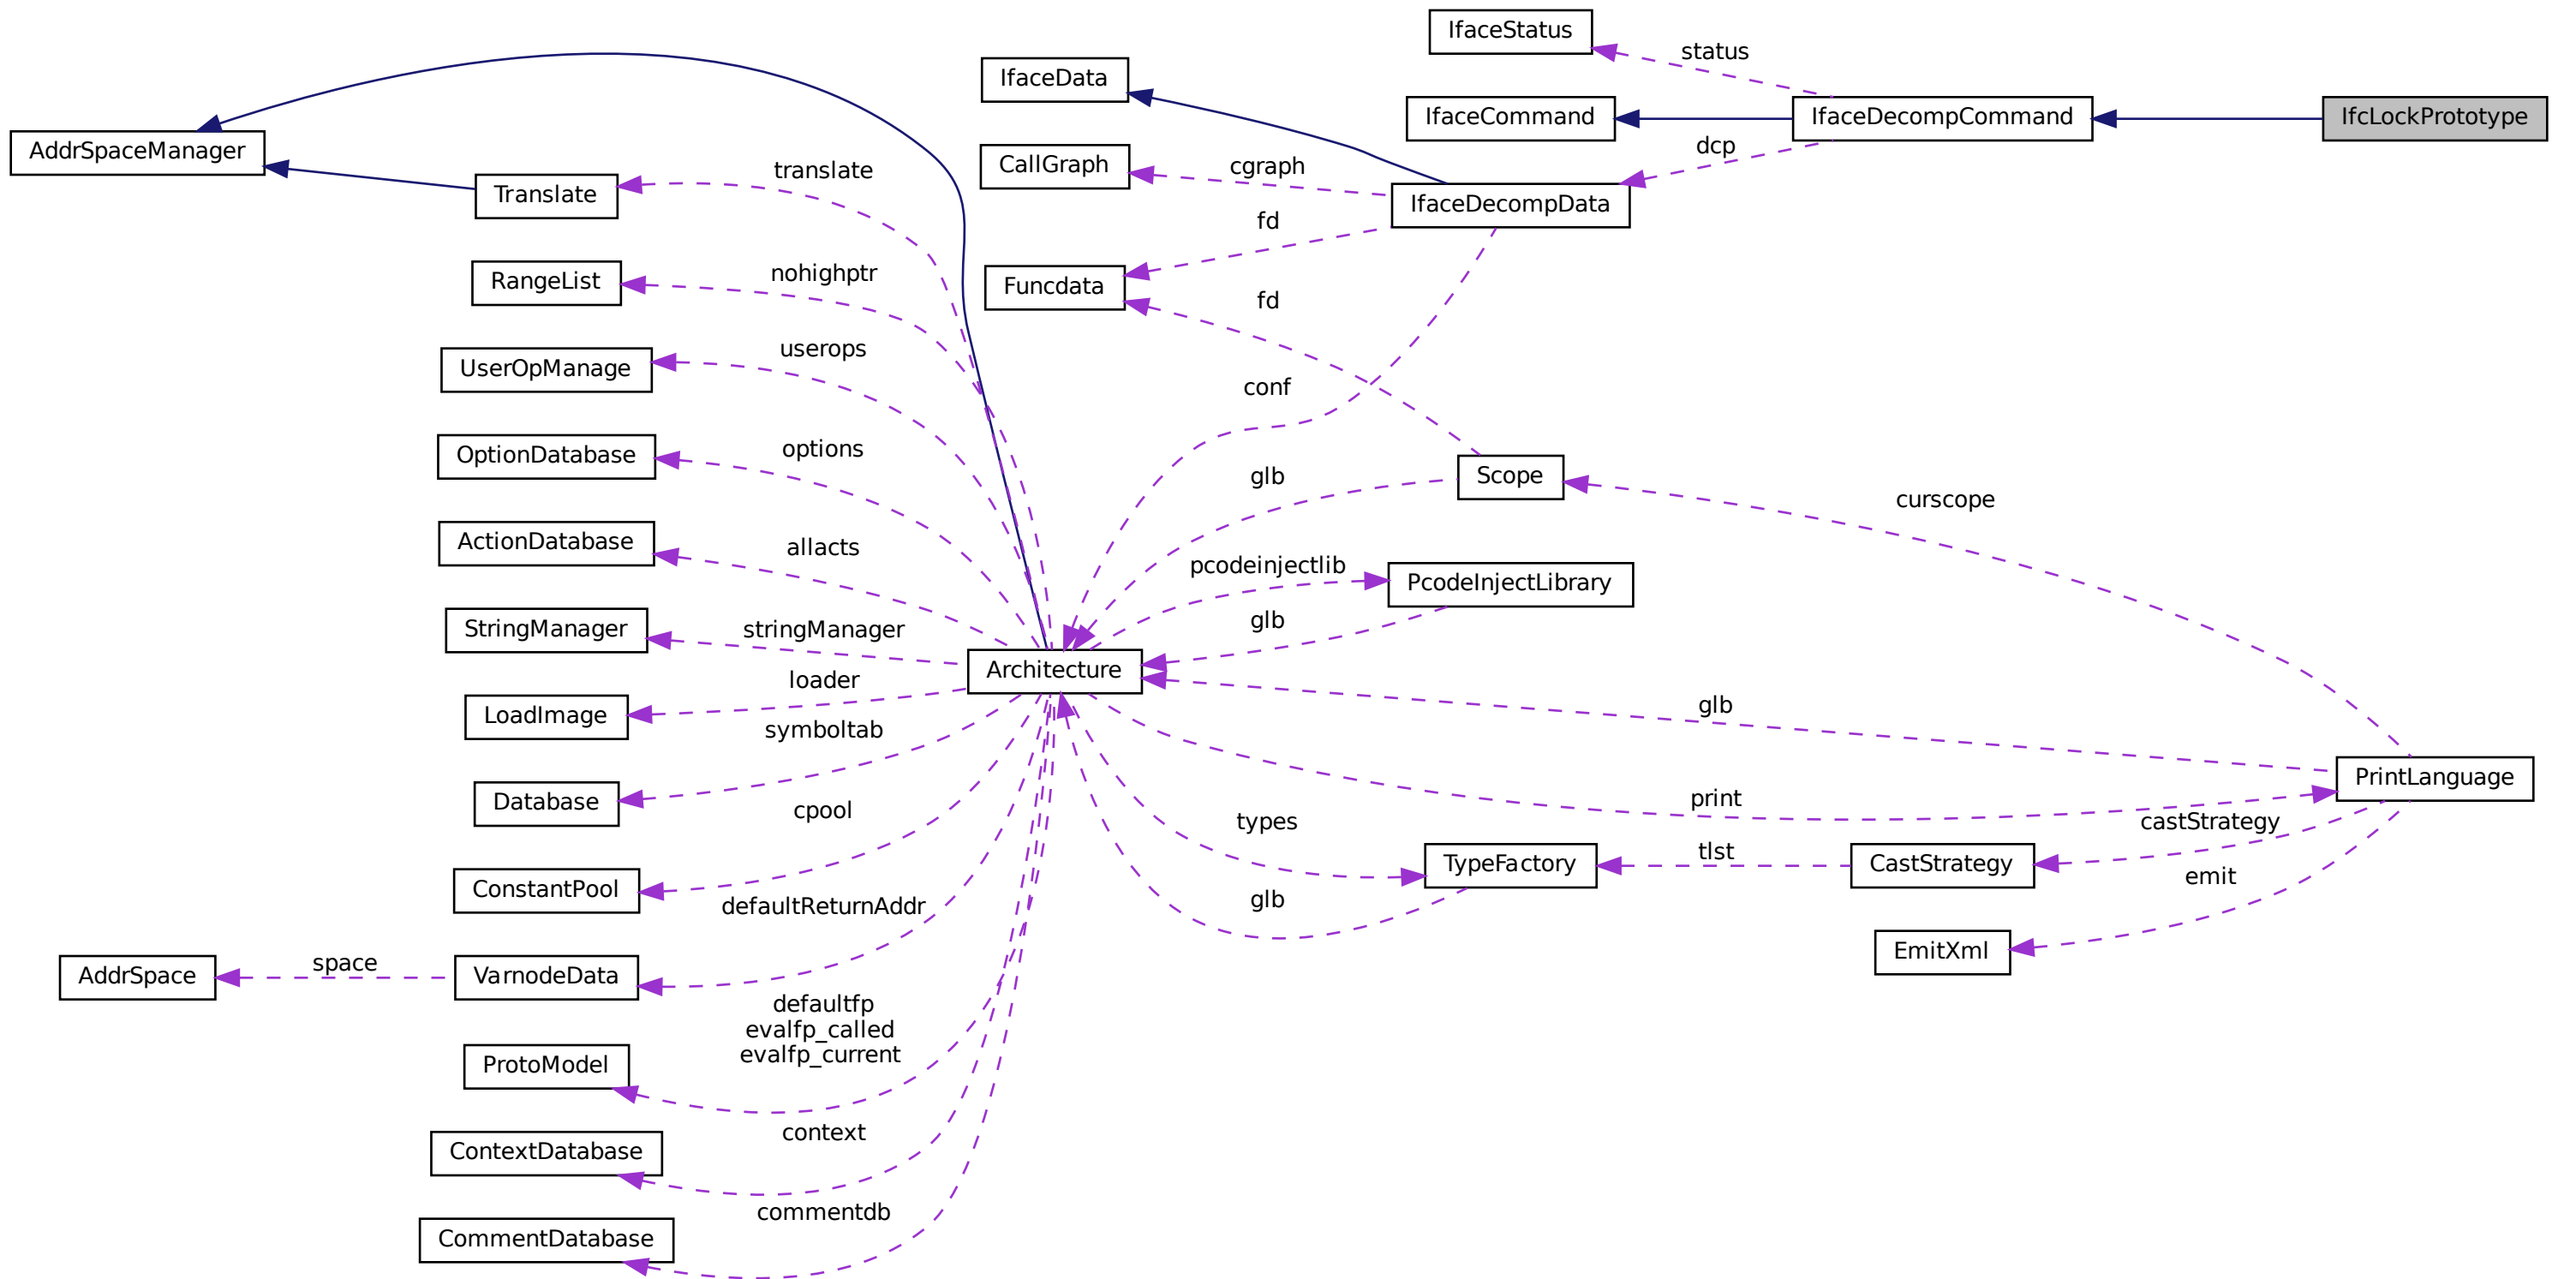 IfaceStatus
status
IfaceData
IfaceCommand
IfaceDecompCommand
IfcLockPrototype
AddrSpaceManager
dcp
CallGraph
cgraph
translate
Translate
IfaceDecompData
fd
RangeList
nohighptr
Funcdata
fd
userops
UserOpManage
conf
options
OptionDatabase
glb
Scope
curscope
ActionDatabase
allacts
pcodeinjectlib
PcodeInjectLibrary
StringManager
stringManager
glb
Architecture
loader
LoadImage
glb
symboltab
PrintLanguage
Database
cpool
types
print
castStrategy
TypeFactory
tlst
CastStrategy
ConstantPool
emit
defaultReturnAddr
glb
EmitXml
AddrSpace
space
VarnodeData
defaultfp
evalfp_called
evalfp_current
ProtoModel
context
ContextDatabase
commentdb
CommentDatabase